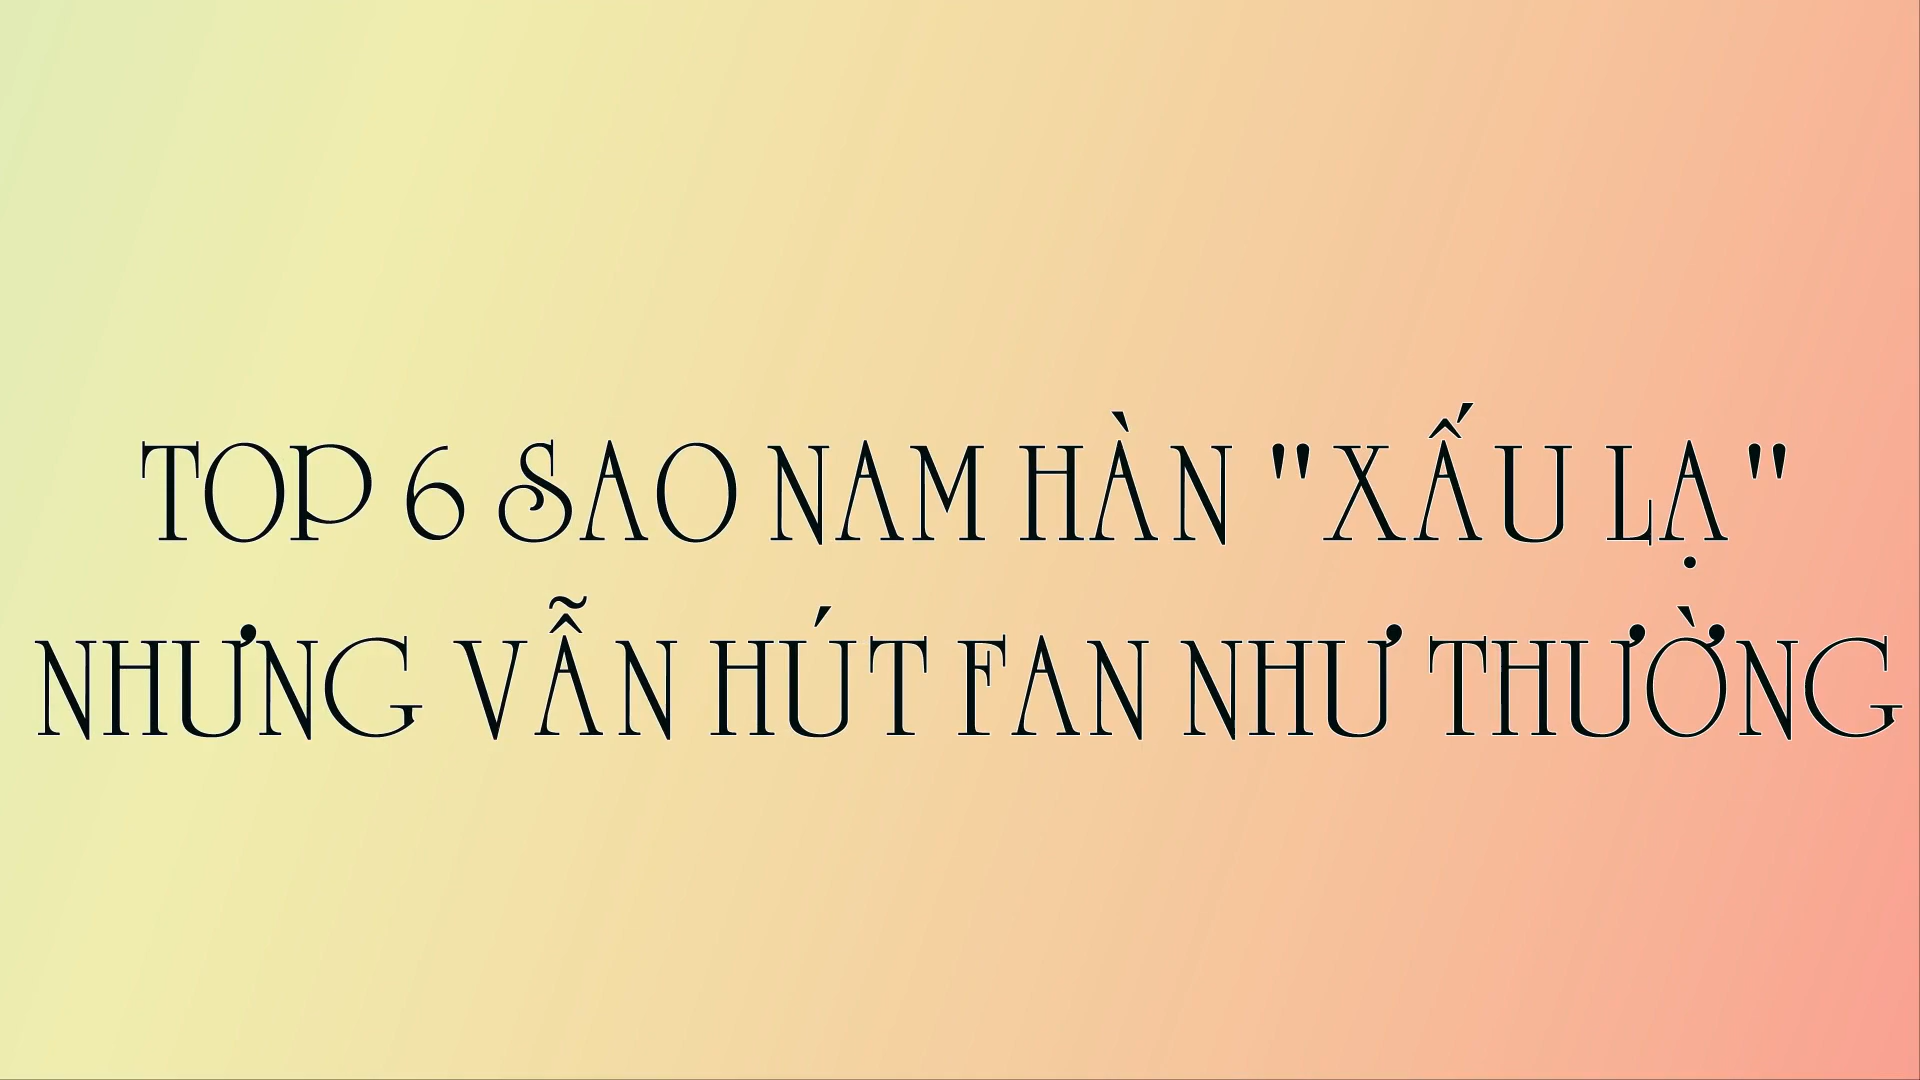 TOP 6 SAO NAM HÀN "XẤU LẠ"
NHƯNG VẪN HÚT FAN NHƯ THƯỜNG